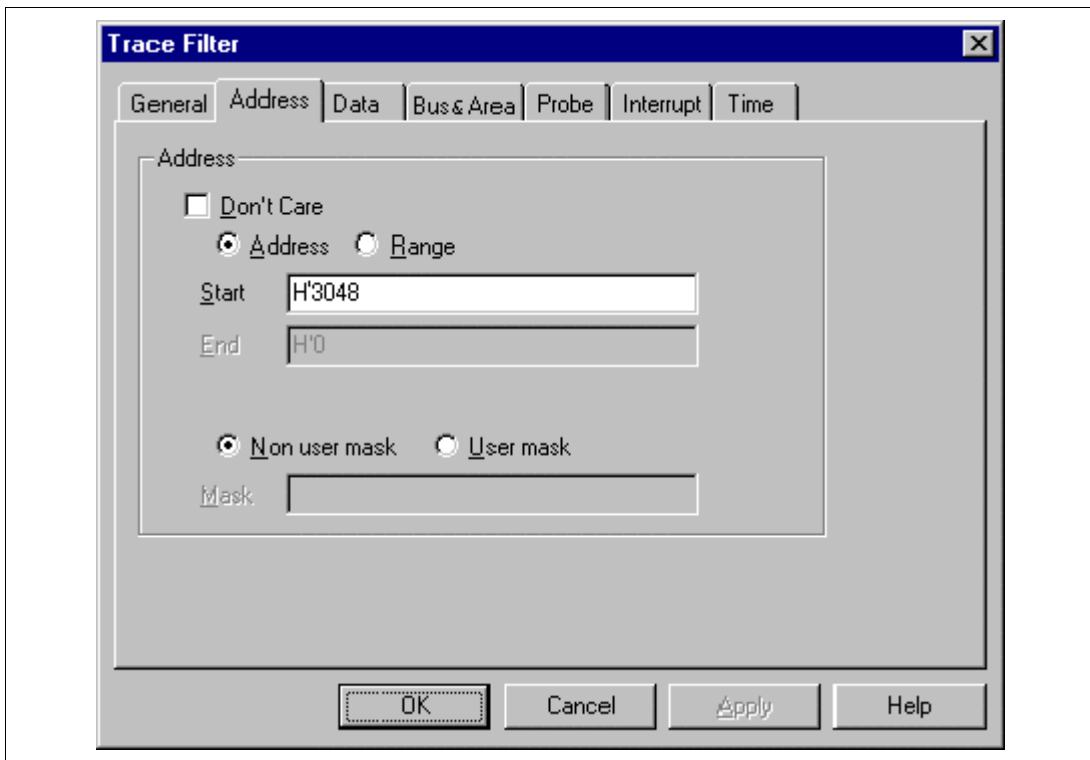 Trace Filter
General Address Data Bus & Area Probe Interrupt Time
Address
Don't Care
Address Range
Start H'3048
End H'0
Non user mask User mask
Mask
OK Cancel Apply Help